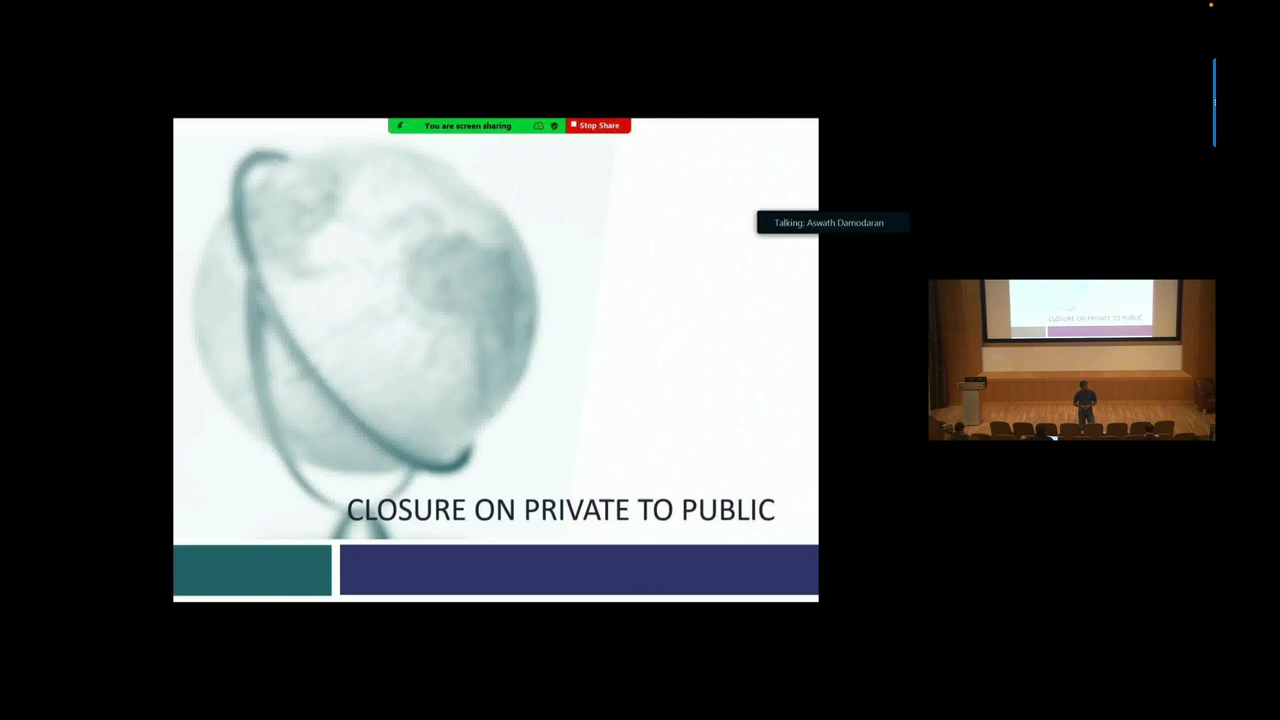 You are screen sharing
Stop Share
Talking: Aswath Damodaran
CLOSURE ON PRIVATE TO PUBLIC
CLOSURE ON PRIVATE TO PUBLIC